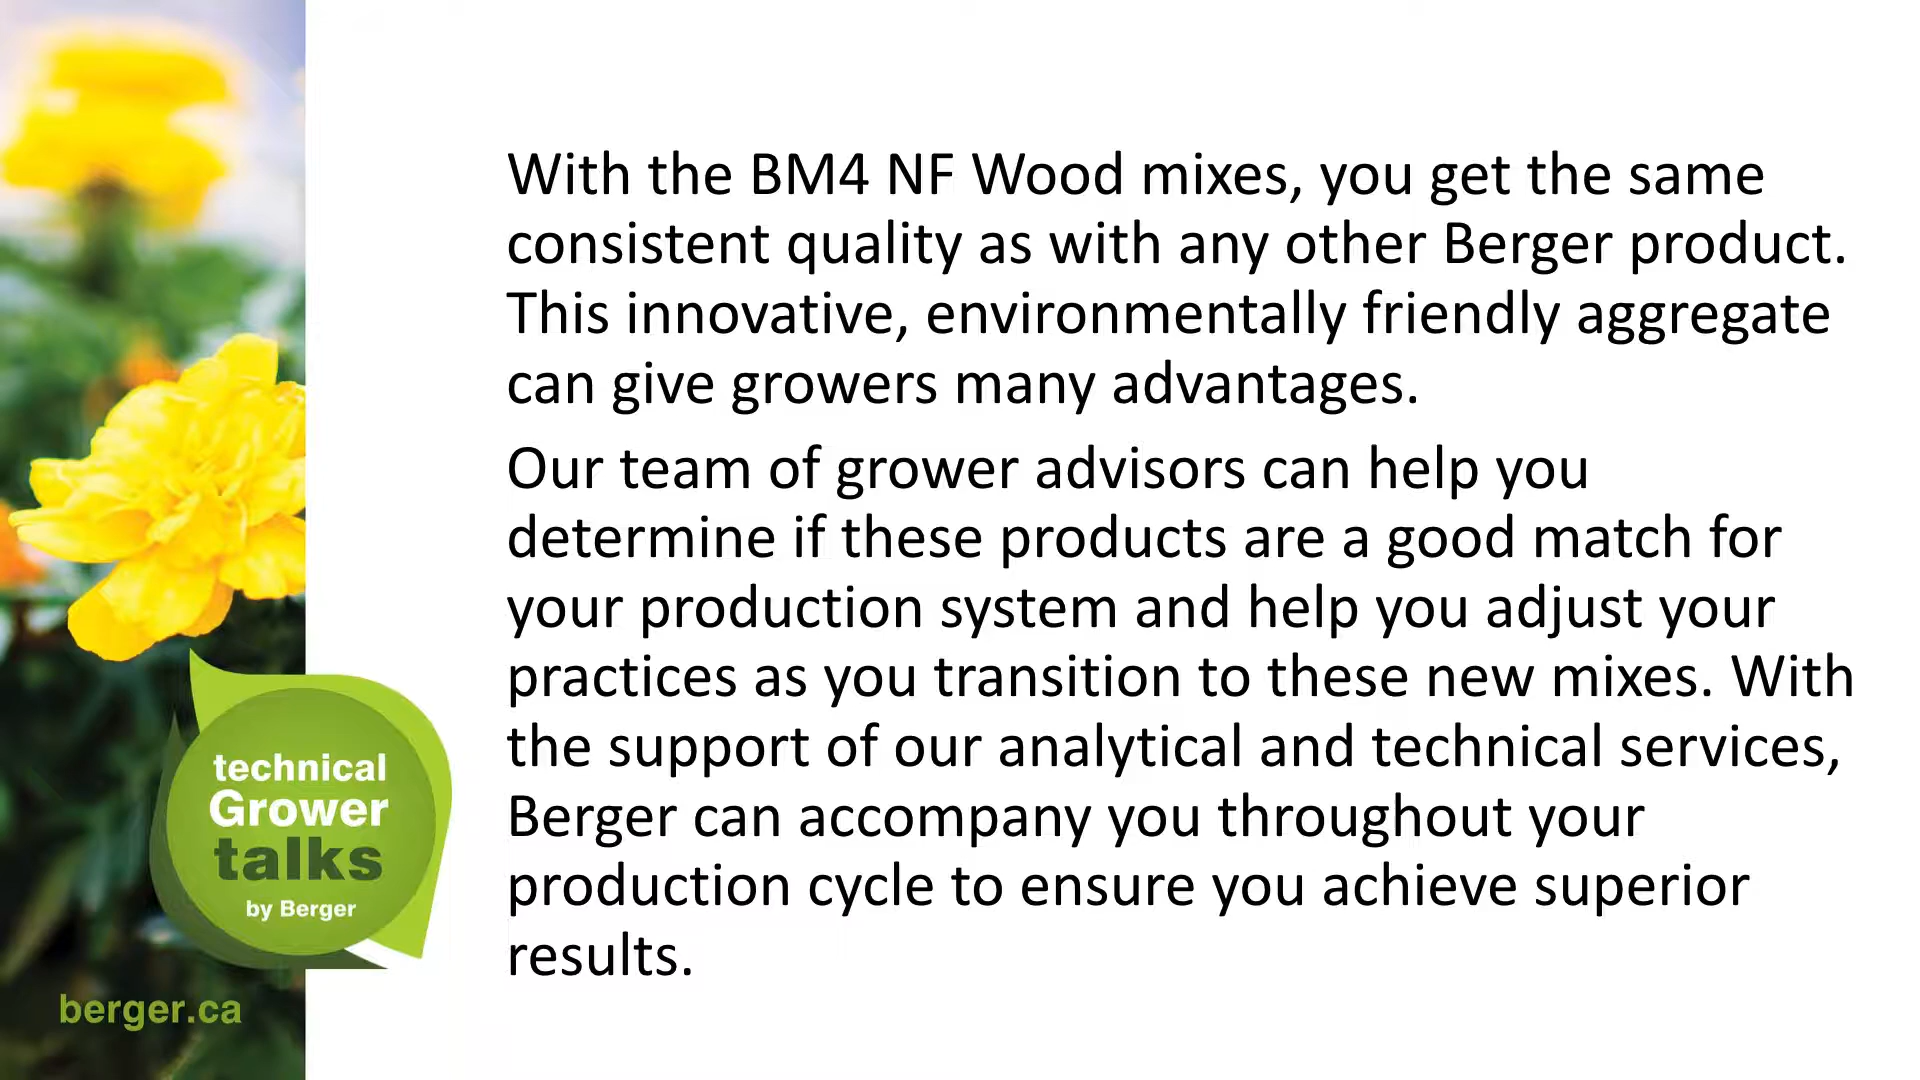 With the BM4 NF Wood mixes, you get the same
consistent quality as with any other Berger product.
This innovative, environmentally friendly aggregate
can give growers many advantages.
Our team of grower advisors can help you
determine if these products are a good match for
your production system and help you adjust your
practices as you transition to these new mixes. With
the support of our analytical and technical services,
Berger can accompany you throughout your
production cycle to ensure you achieve superior
results.
technical
Grower
talks
by Berger
berger.ca